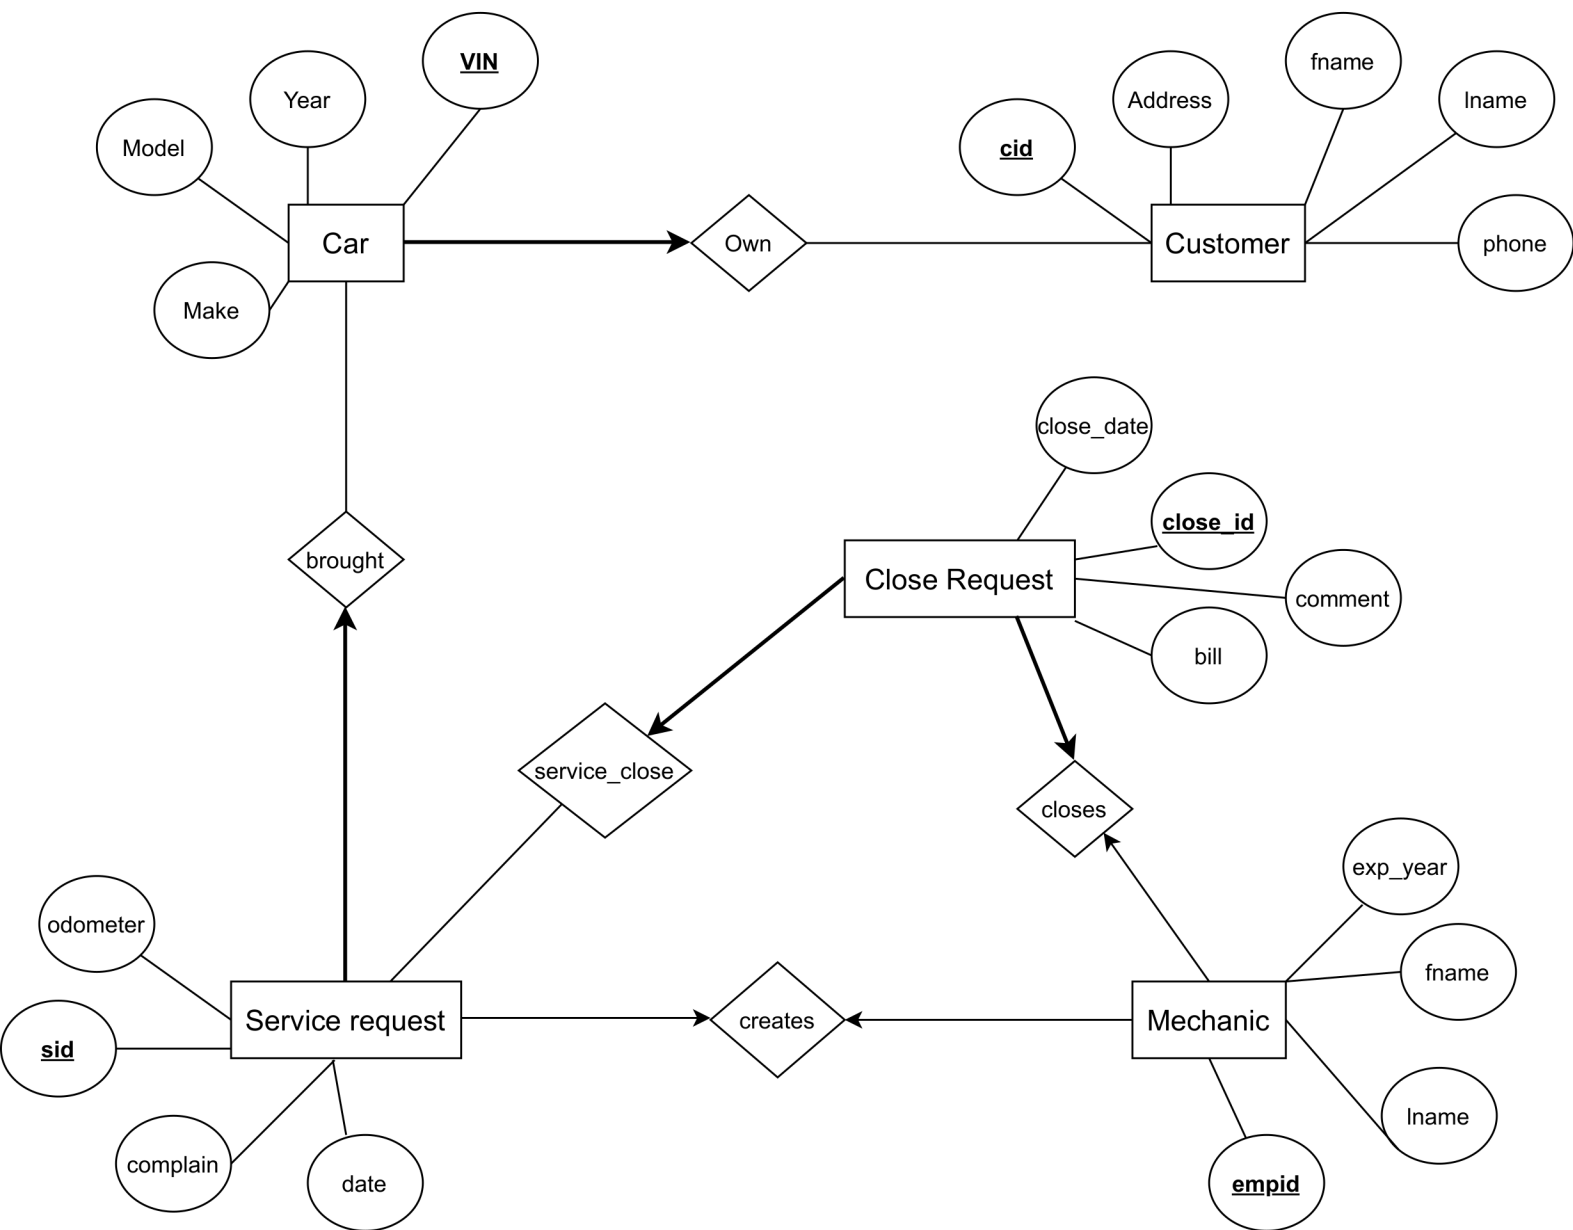 VIN
fname
Year
Address
lname
Model
cid
Car
Own
Customer
phone
Make
close_date
close_id
brought
Close Request
comment
bill
service_close
closes
exp_year
odometer
fname
Service request
creates
Mechanic
sid
lname
complain
date
empid